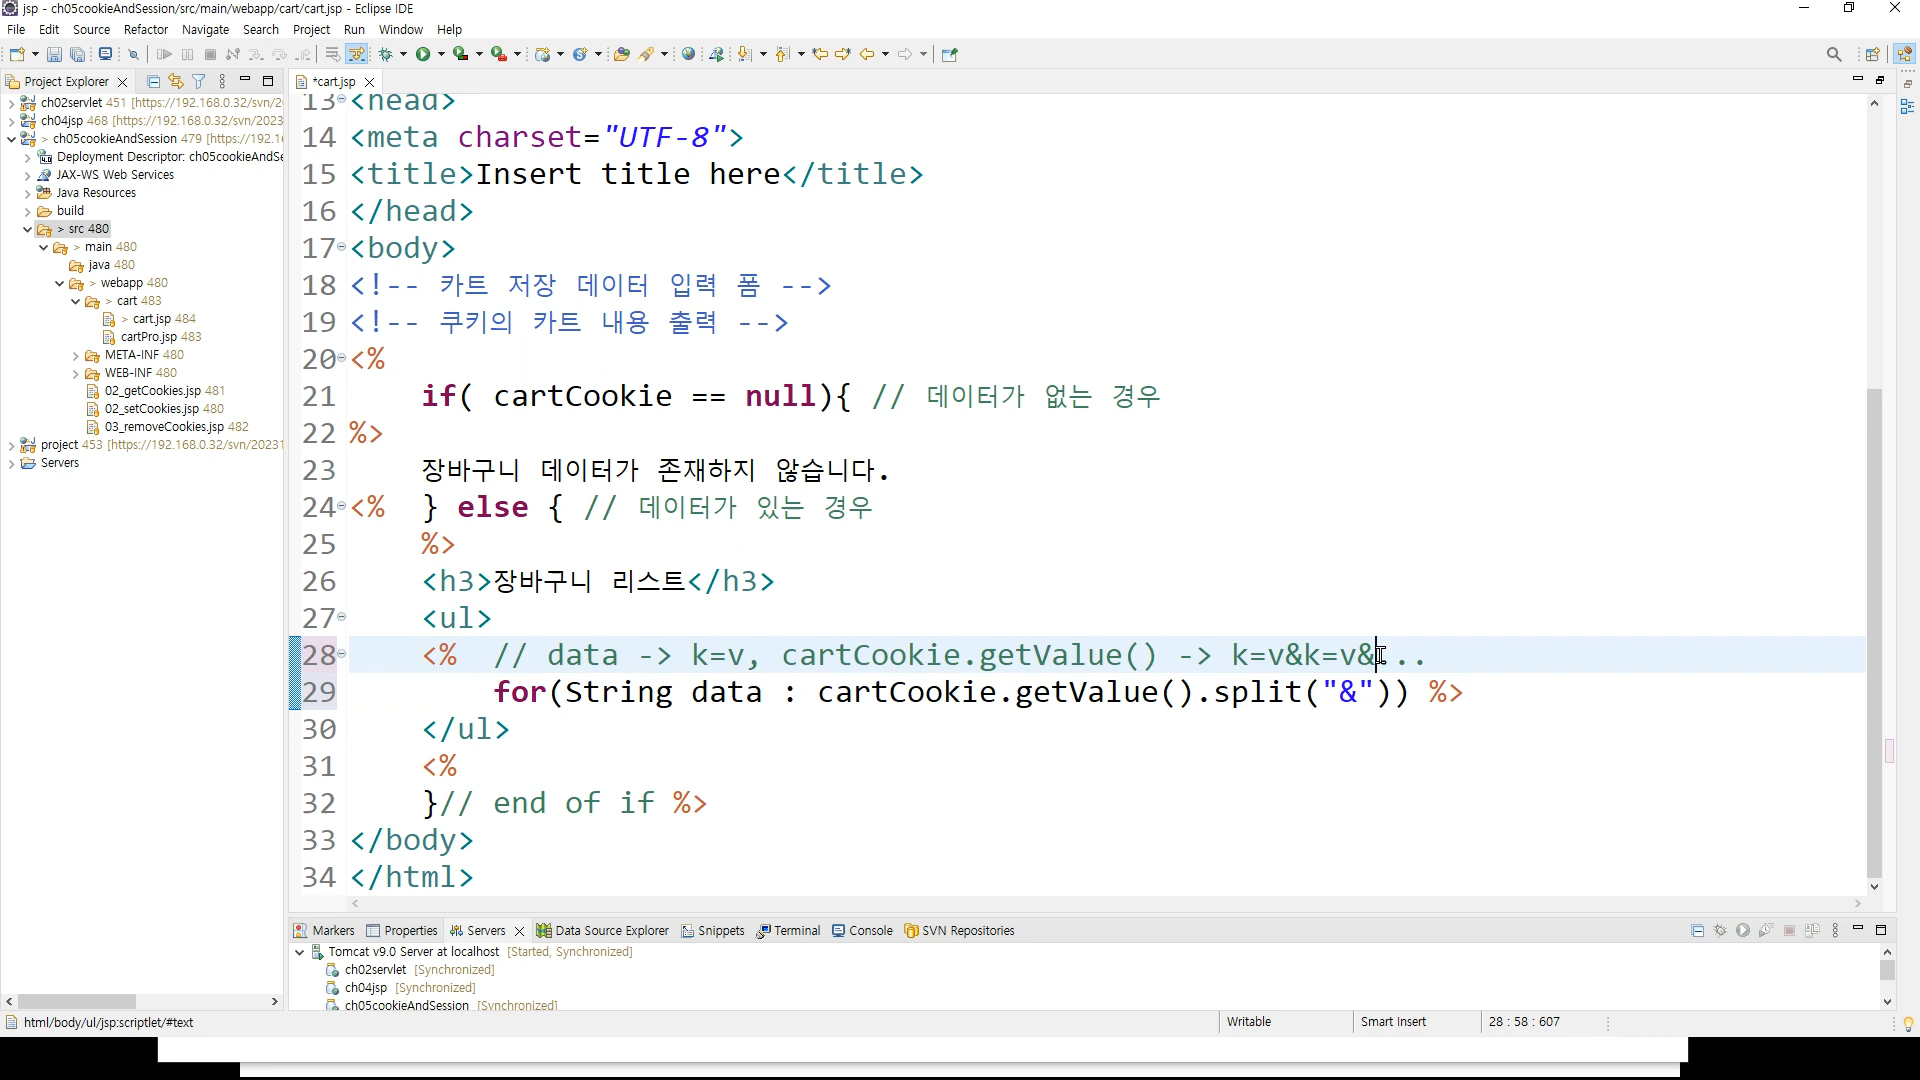 jsp - ch05cookieAndSession/src/main/webapp/cart/cart.jsp - Eclipse IDE
File Edit Source Refactor Navigate Search Project Run Window Help
Project Explorer
*cart.jsp
ch02servlet 451 [https://192.168.0.32/svn/2
ch04jsp 468 [https://192.168.0.32/svn/2023
> ch05cookieAndSession 479 [https://192.1
Deployment Descriptor: ch05cookieAndSe
JAX-WS Web Services
Java Resources
build
> src 480
> main 480
java 480
> webapp 480
> cart 483
> cart.jsp 484
cartPro.jsp 483
META-INF 480
WEB-INF 480
02_getCookies.jsp 481
02_setCookies.jsp 480
03_removeCookies.jsp 482
project 453 [https://192.168.0.32/svn/20231
Servers
13 <head>
14 <meta charset="UTF-8">
15 <title>Insert title here</title>
16 </head>
17 <body>
18 <!-- 카트 저장 데이터 입력 폼 -->
19 <!-- 쿠키의 카트 내용 출력 -->
20 <%
21 if( cartCookie == null){ // 데이터가 없는 경우
22 %>
23 장바구니 데이터가 존재하지 않습니다.
24 <% } else { // 데이터가 있는 경우
25 %>
26 <h3>장바구니 리스트</h3>
27 <ul>
28 <% // data -> k=v, cartCookie.getValue() -> k=v&k=v&...
29 for(String data : cartCookie.getValue().split("&")) %>
30 </ul>
31 <%
32 }// end of if %>
33 </body>
34 </html>
Markers Properties Servers Data Source Explorer Snippets Terminal Console SVN Repositories
Tomcat v9.0 Server at localhost [Started, Synchronized]
ch02servlet [Synchronized]
ch04jsp [Synchronized]
ch05cookieAndSession [Synchronized]
html/body/ul/jsp:scriptlet/#text
Writable
Smart Insert
28 : 58 : 607